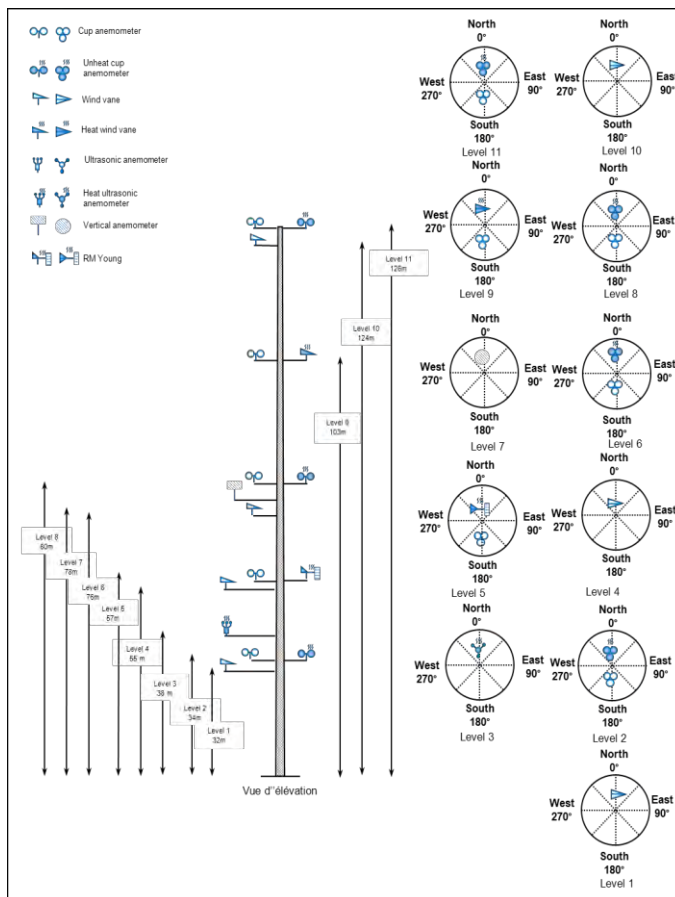 Cup anemometer
Unheat cup
anemometer
Wind vane
Heat wind vane
Ultrasonic anemometer
Heat ultrasonic
anemometer
Vertical anemometer
RM Young
Level 11
126m
Level 10
124m
Level 9
103m
Level 8
80m
Level 7
78m
Level 6
76m
Level 5
57m
Level 4
55 m
Level 3
36 m
Level 2
34m
Level 1
32m
Vue d''élévation
North
0°
West
270°
East
90°
South
180°
Level 11
North
0°
West
270°
East
90°
South
180°
Level 10
North
0°
West
270°
East
90°
South
180°
Level 9
North
0°
West
270°
East
90°
South
180°
Level 8
North
0°
West
270°
East
90°
South
180°
Level 7
North
0°
West
270°
East
90°
South
180°
Level 6
North
0°
West
270°
East
90°
South
180°
Level 5
North
0°
West
270°
East
90°
South
180°
Level 4
North
0°
West
270°
East
90°
South
180°
Level 3
North
0°
West
270°
East
90°
South
180°
Level 2
North
0°
West
270°
East
90°
South
180°
Level 1